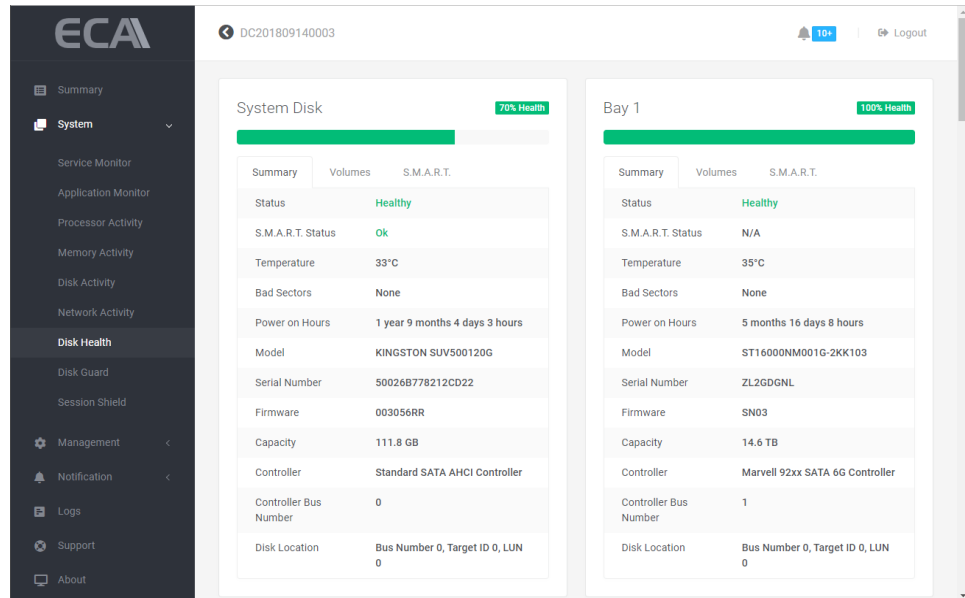 ECA
DC201809140003
10+
Logout
Summary
System
Service Monitor
Application Monitor
Processor Activity
Memory Activity
Disk Activity
Network Activity
Disk Health
Disk Guard
Session Shield
Management
Notification
Logs
Support
About
System Disk
70% Health
Summary Volumes S.M.A.R.T.
Status Healthy
S.M.A.R.T. Status Ok
Temperature 33°C
Bad Sectors None
Power on Hours 1 year 9 months 4 days 3 hours
Model KINGSTON SUV500120G
Serial Number 50026B778212CD22
Firmware 003056RR
Capacity 111.8 GB
Controller Standard SATA AHCI Controller
Controller Bus 0
Number
Disk Location Bus Number 0, Target ID 0, LUN
0
Bay 1
100% Health
Summary Volumes S.M.A.R.T.
Status Healthy
S.M.A.R.T. Status N/A
Temperature 35°C
Bad Sectors None
Power on Hours 5 months 16 days 8 hours
Model ST16000NM001G-2KK103
Serial Number ZL2GDGNL
Firmware SN03
Capacity 14.6 TB
Controller Marvell 92xx SATA 6G Controller
Controller Bus 1
Number
Disk Location Bus Number 0, Target ID 0, LUN
0